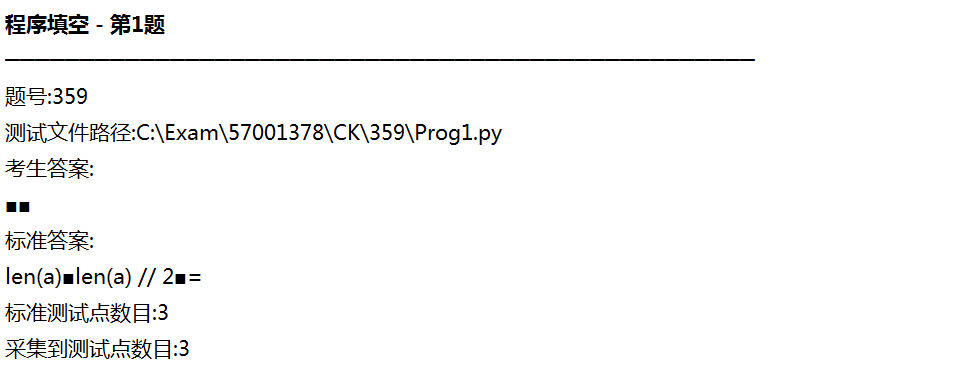 程序填空 - 第1题
题号:359
测试文件路径:C:\Exam\57001378\CK\359\Prog1.py
考生答案:
■■
标准答案:
len(a)■len(a) // 2■=
标准测试点数目:3
采集到测试点数目:3